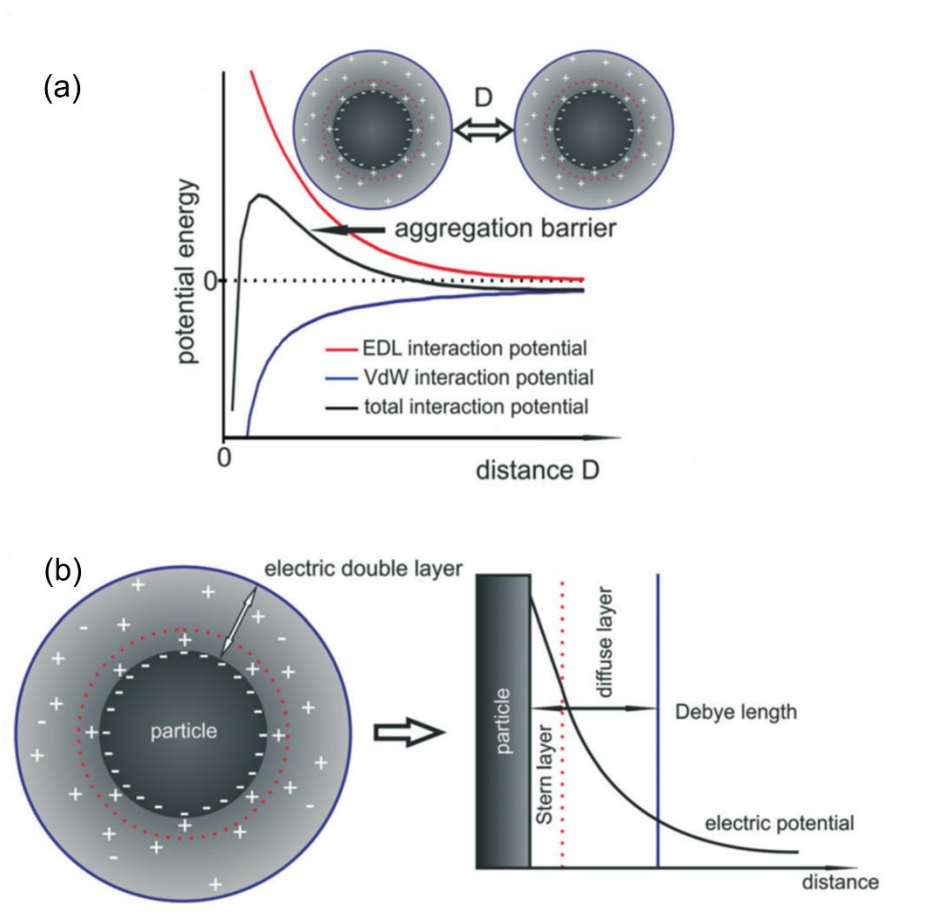 (a)
D
aggregation barrier
potential energy
0
EDL interaction potential
VdW interaction potential
total interaction potential
0
distance D
(b)
electric double layer
particle
particle
Stern layer
diffuse layer
Debye length
electric potential
distance